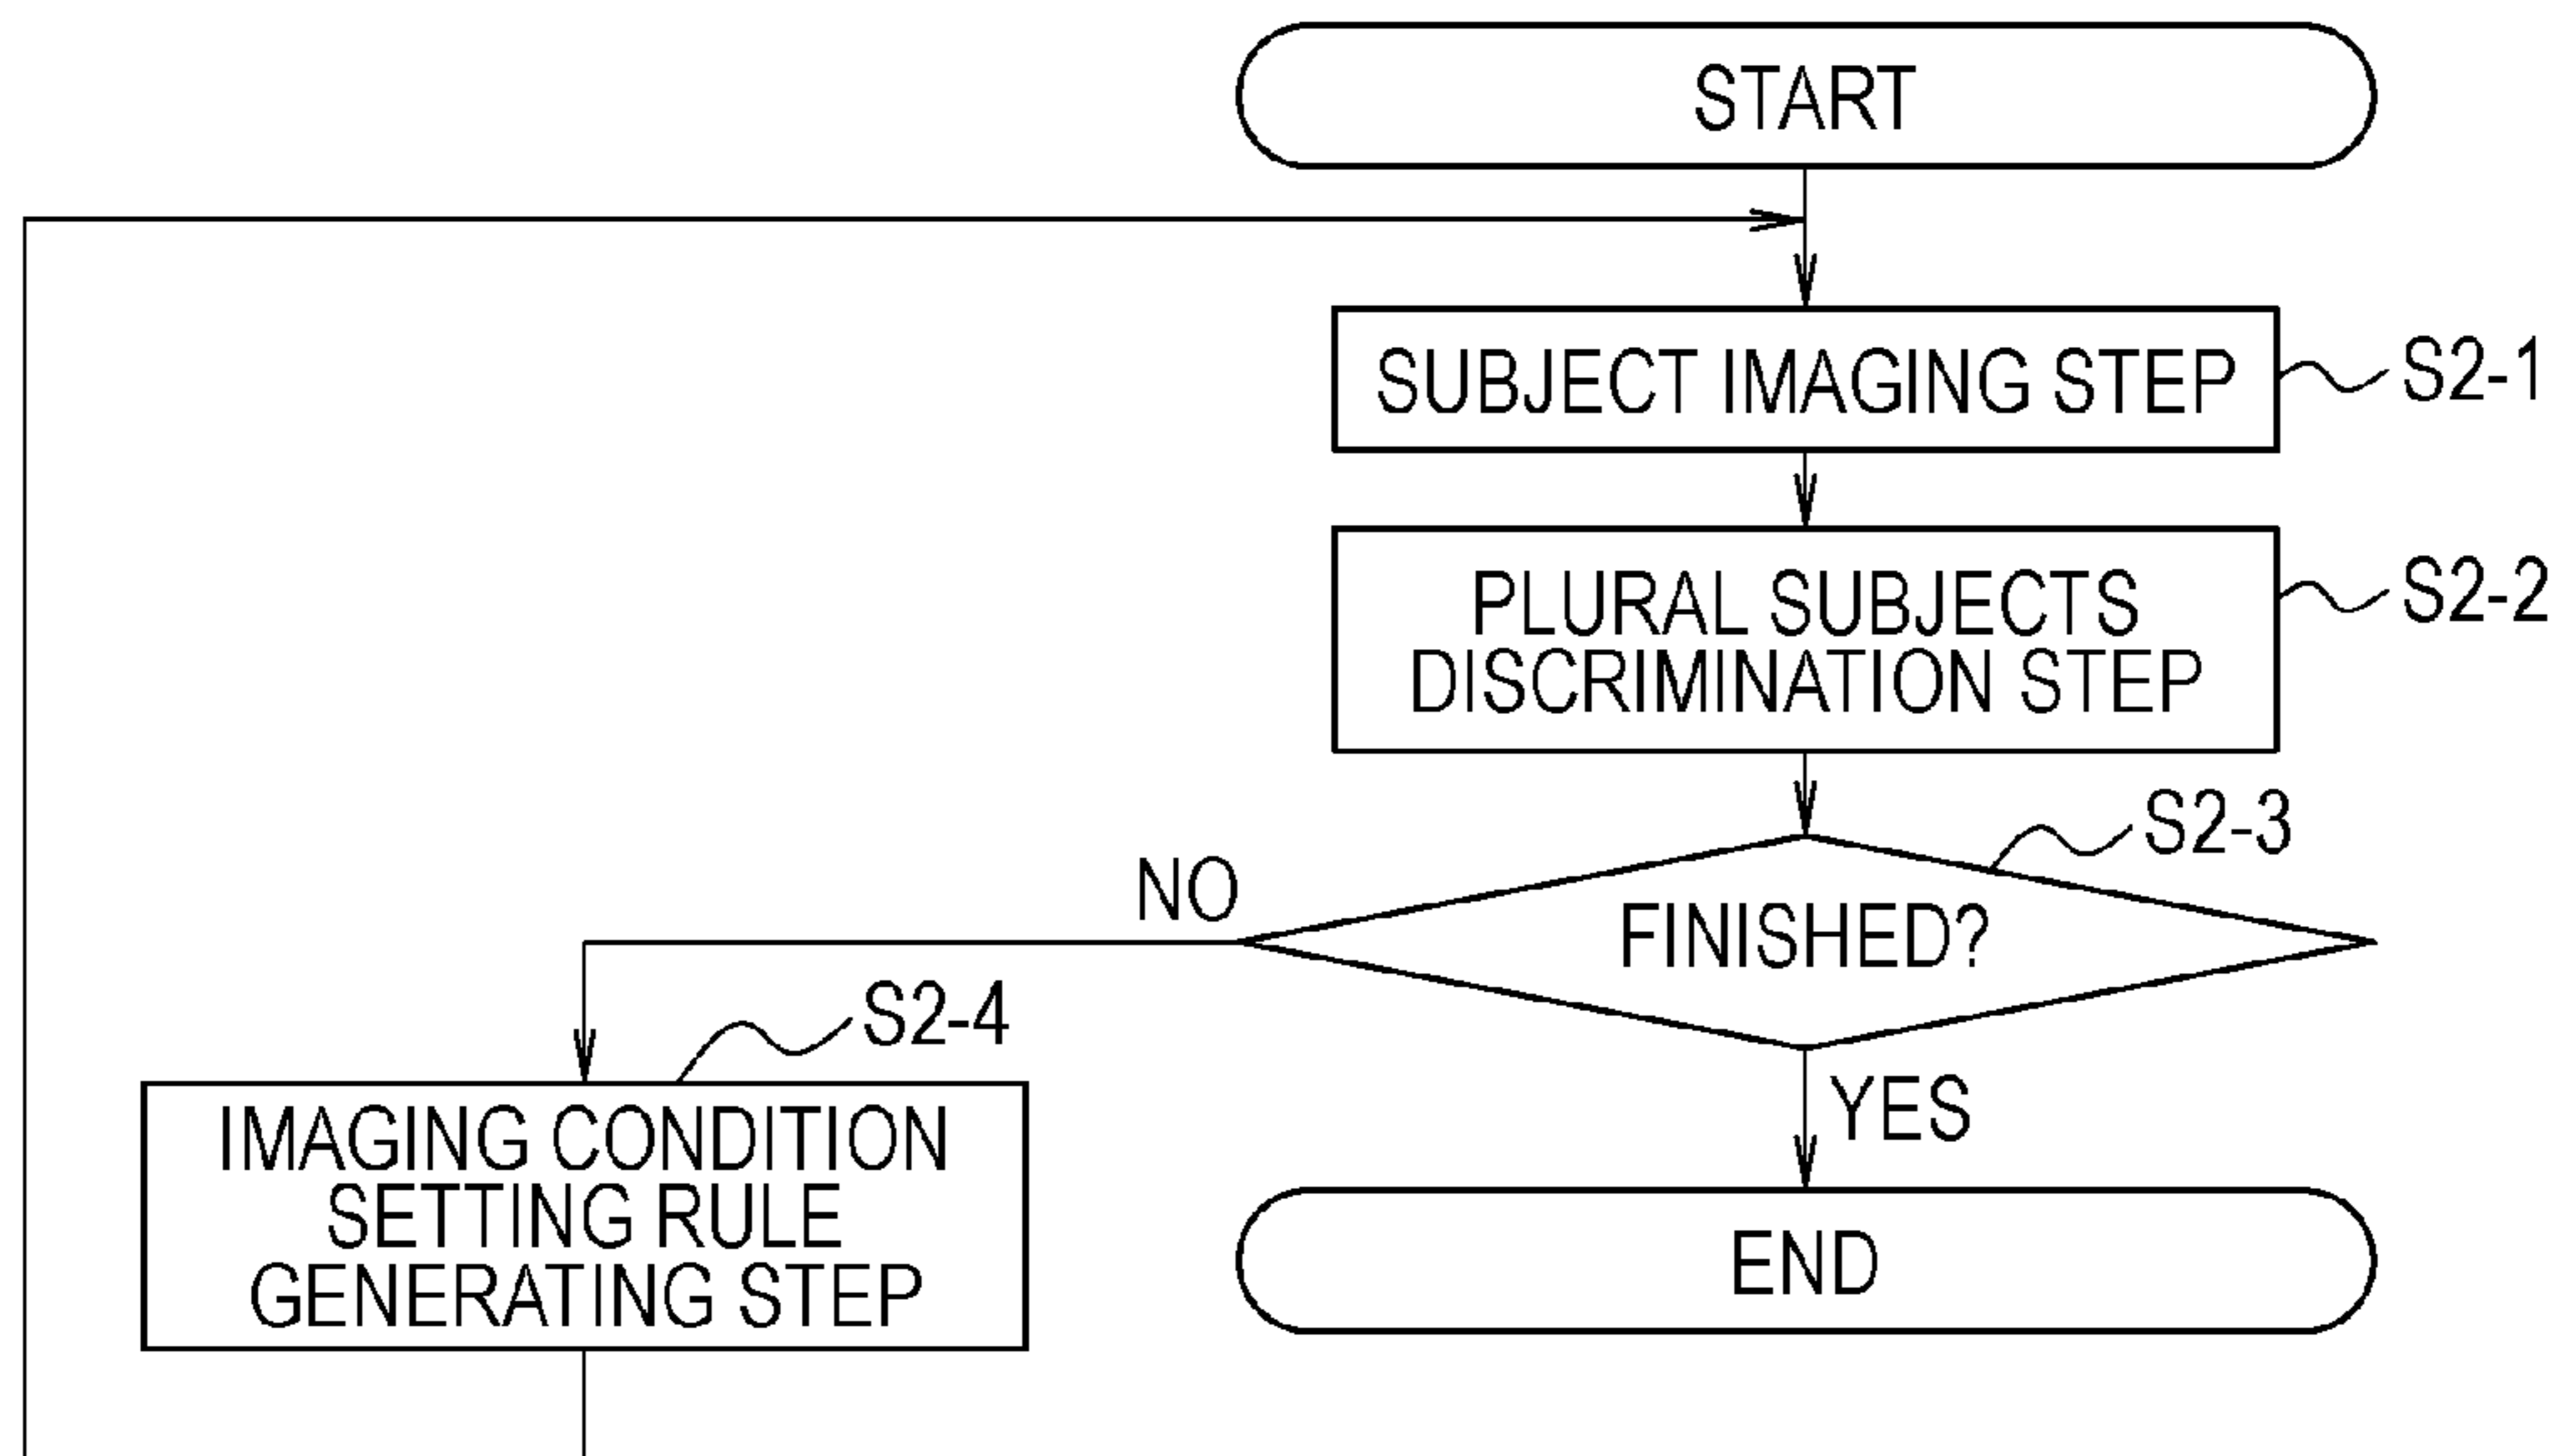 START
SUBJECT IMAGING STEP
S2-1
PLURAL SUBJECTS
DISCRIMINATION STEP
S2-2
S2-3
FINISHED?
NO
YES
S2-4
IMAGING CONDITION
SETTING RULE
GENERATING STEP
END